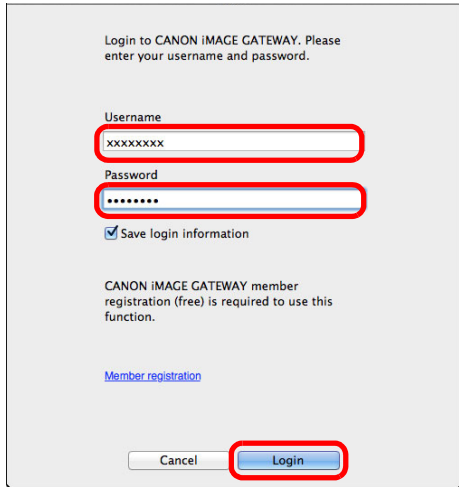 Login to CANON iMAGE GATEWAY. Please
enter your username and password.
Username
xxxxxxxx
Password
••••••••
Save login information
CANON iMAGE GATEWAY member
registration (free) is required to use this
function.
Member registration
Cancel Login